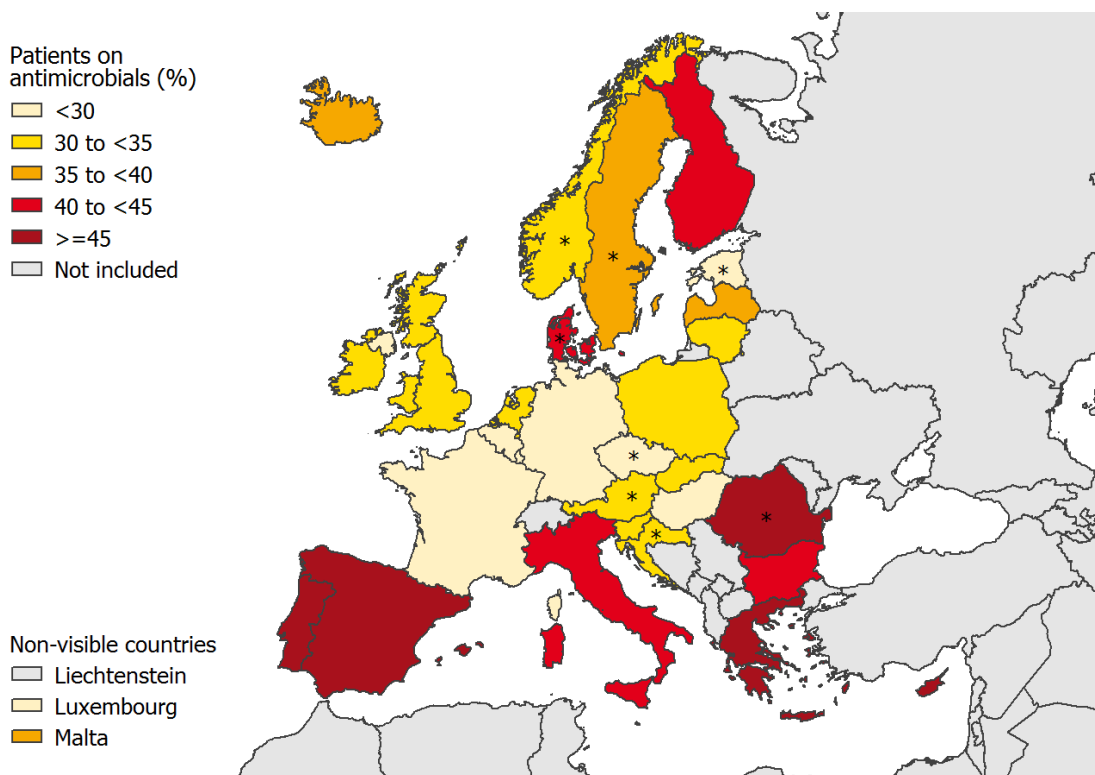 Patients on
antimicrobials (%)
<30
30 to <35
35 to <40
40 to <45
>=45
Not included
*
*
*
*
*
*
*
*
Non-visible countries
Liechtenstein
Luxembourg
Malta